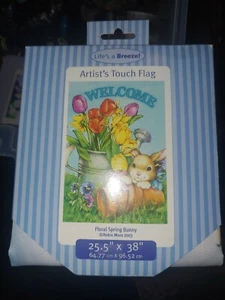 Life's a Breeze!
Artist's Touch Flag
WELCOME
Floral Spring Bunny
25.5" x 38"
64.77 cm x 96.52 cm